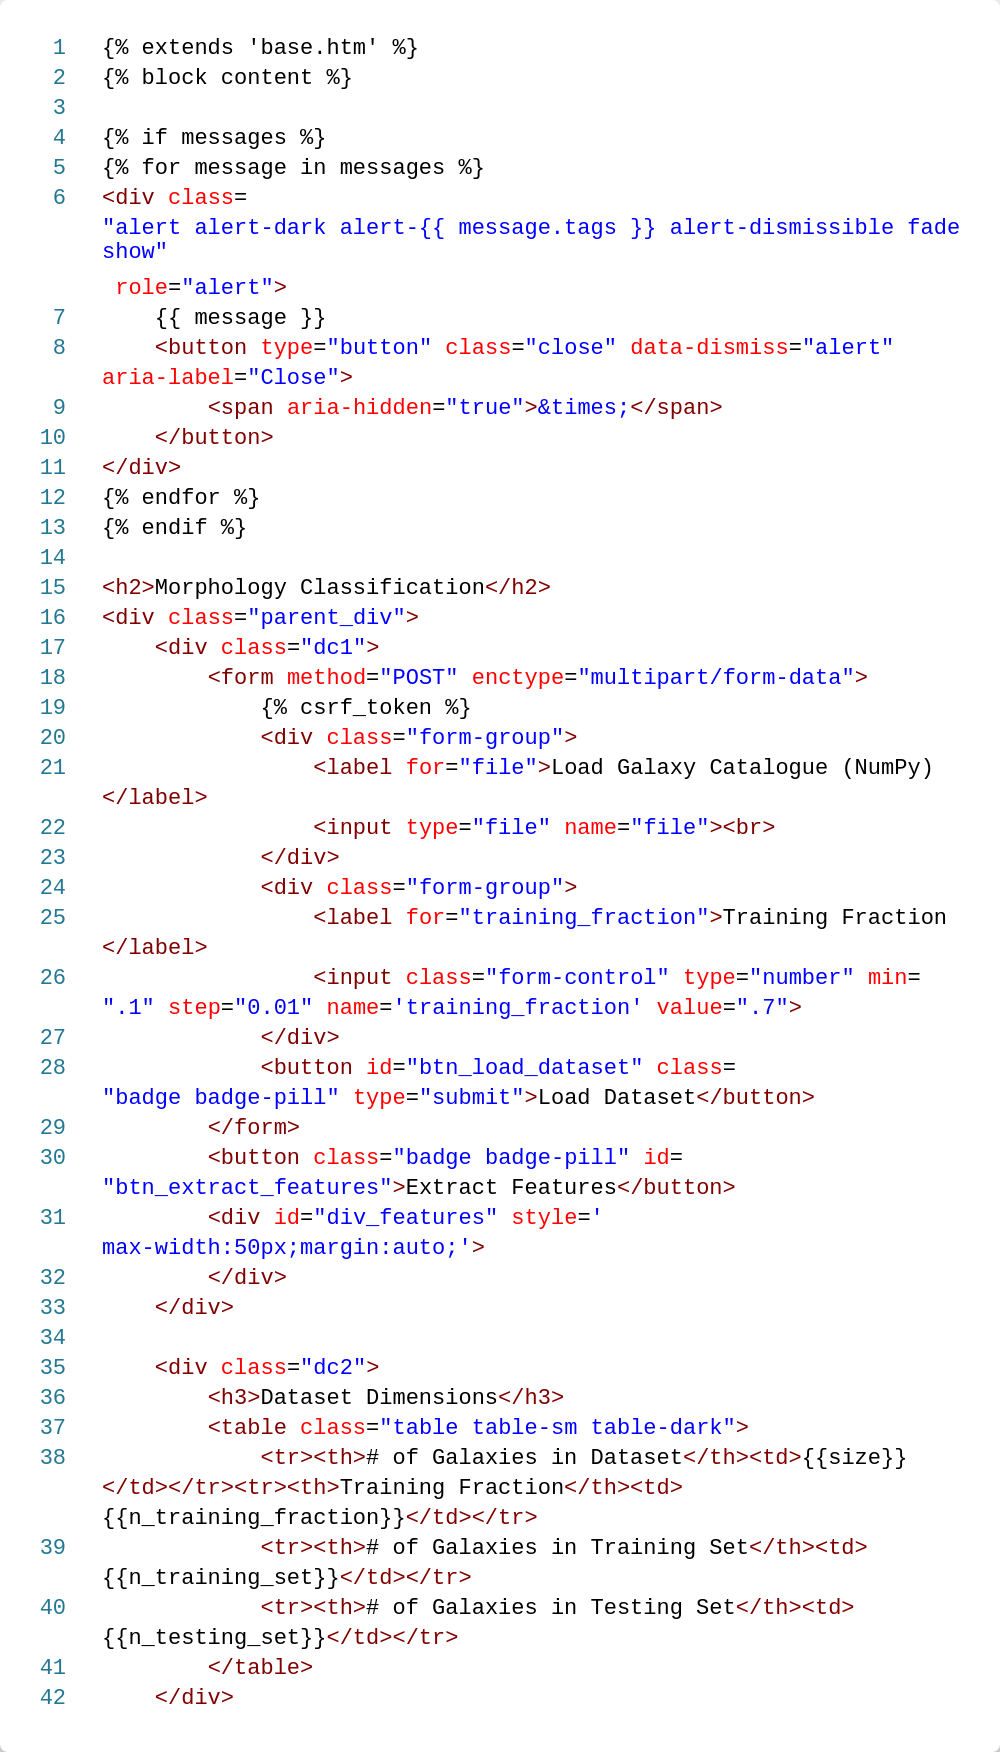 1 {% extends 'base.htm' %}
2 {% block content %}
3
4 {% if messages %}
5 {% for message in messages %}
6 <div class=
"alert alert-dark alert-{{ message.tags }} alert-dismissible fade
show"
 role="alert">
7     {{ message }}
8     <button type="button" class="close" data-dismiss="alert"
aria-label="Close">
9         <span aria-hidden="true">&times;</span>
10     </button>
11 </div>
12 {% endfor %}
13 {% endif %}
14
15 <h2>Morphology Classification</h2>
16 <div class="parent_div">
17     <div class="dc1">
18         <form method="POST" enctype="multipart/form-data">
19             {% csrf_token %}
20             <div class="form-group">
21                 <label for="file">Load Galaxy Catalogue (NumPy)
</label>
22                 <input type="file" name="file"><br>
23             </div>
24             <div class="form-group">
25                 <label for="training_fraction">Training Fraction
</label>
26                 <input class="form-control" type="number" min=
".1" step="0.01" name='training_fraction' value=".7">
27             </div>
28             <button id="btn_load_dataset" class=
"badge badge-pill" type="submit">Load Dataset</button>
29         </form>
30         <button class="badge badge-pill" id=
"btn_extract_features">Extract Features</button>
31         <div id="div_features" style='
max-width:50px;margin:auto;'>
32         </div>
33     </div>
34
35     <div class="dc2">
36         <h3>Dataset Dimensions</h3>
37         <table class="table table-sm table-dark">
38             <tr><th># of Galaxies in Dataset</th><td>{{size}}
</td></tr><tr><th>Training Fraction</th><td>
{{n_training_fraction}}</td></tr>
39             <tr><th># of Galaxies in Training Set</th><td>
{{n_training_set}}</td></tr>
40             <tr><th># of Galaxies in Testing Set</th><td>
{{n_testing_set}}</td></tr>
41         </table>
42     </div>